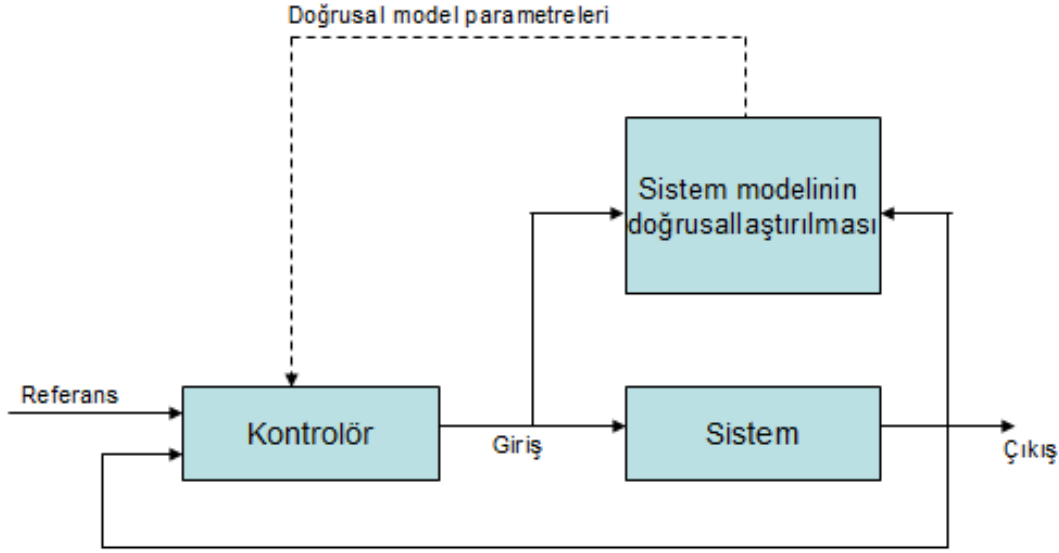 Doğrusal model parametreleri
Sistem modelinin
doğrusallaştırılması
Referans
Kontrolör
Giriş
Sistem
Çıkış